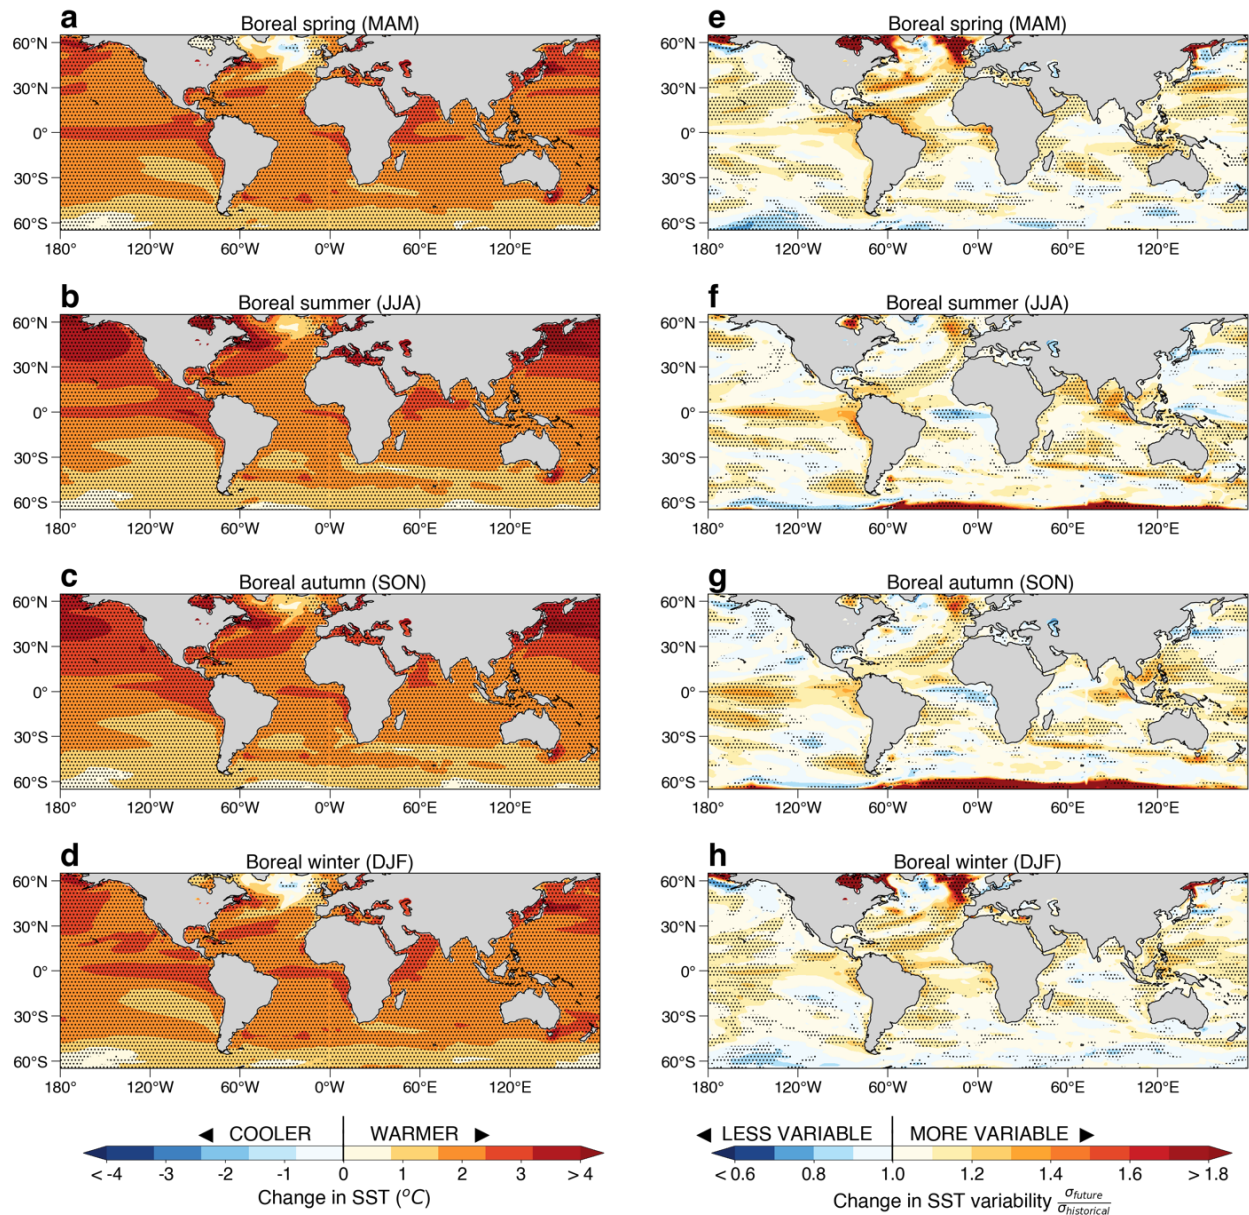 a Boreal spring (MAM)
60°N
30°N
0°
30°S
60°S
180° 120°W 60°W 0°W 60°E 120°E
e Boreal spring (MAM)
60°N
30°N
0°
30°S
60°S
180° 120°W 60°W 0°W 60°E 120°E
b Boreal summer (JJA)
60°N
30°N
0°
30°S
60°S
180° 120°W 60°W 0°W 60°E 120°E
f Boreal summer (JJA)
60°N
30°N
0°
30°S
60°S
180° 120°W 60°W 0°W 60°E 120°E
c Boreal autumn (SON)
60°N
30°N
0°
30°S
60°S
180° 120°W 60°W 0°W 60°E 120°E
g Boreal autumn (SON)
60°N
30°N
0°
30°S
60°S
180° 120°W 60°W 0°W 60°E 120°E
d Boreal winter (DJF)
60°N
30°N
0°
30°S
60°S
180° 120°W 60°W 0°W 60°E 120°E
h Boreal winter (DJF)
60°N
30°N
0°
30°S
60°S
180° 120°W 60°W 0°W 60°E 120°E
◀ COOLER WARMER ▶
< -4 -3 -2 -1 0 1 2 3 > 4
Change in SST (°C)
◀ LESS VARIABLE MORE VARIABLE ▶
< 0.6 0.8 1.0 1.2 1.4 1.6 > 1.8
Change in SST variability σfuture/σhistorical